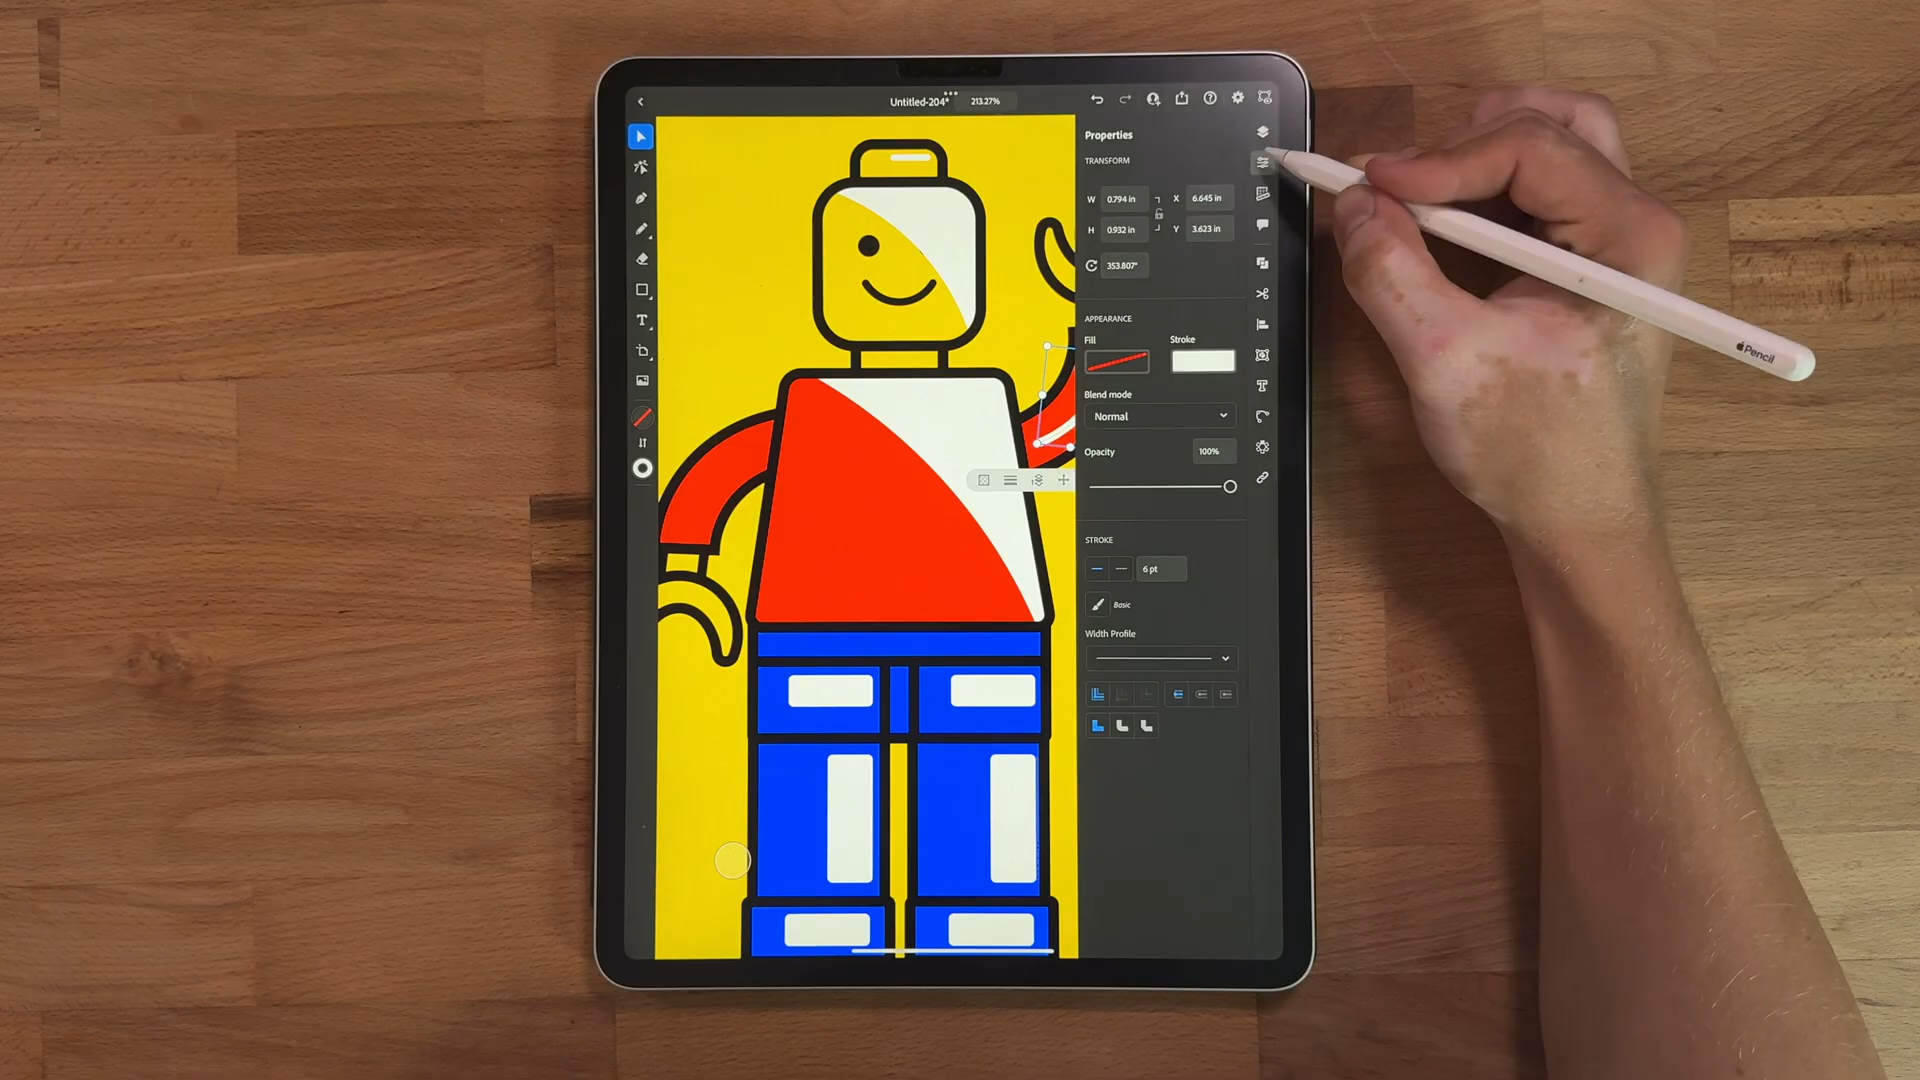 Untitled-204*
213.27%
Properties
TRANSFORM
W 0.794 in X 6.645 in
H 0.932 in Y 3.623 in
353.807°
APPEARANCE
Fill
Stroke
Blend mode
Normal
Opacity
100%
STROKE
6 pt
Basic
Width Profile
Pencil